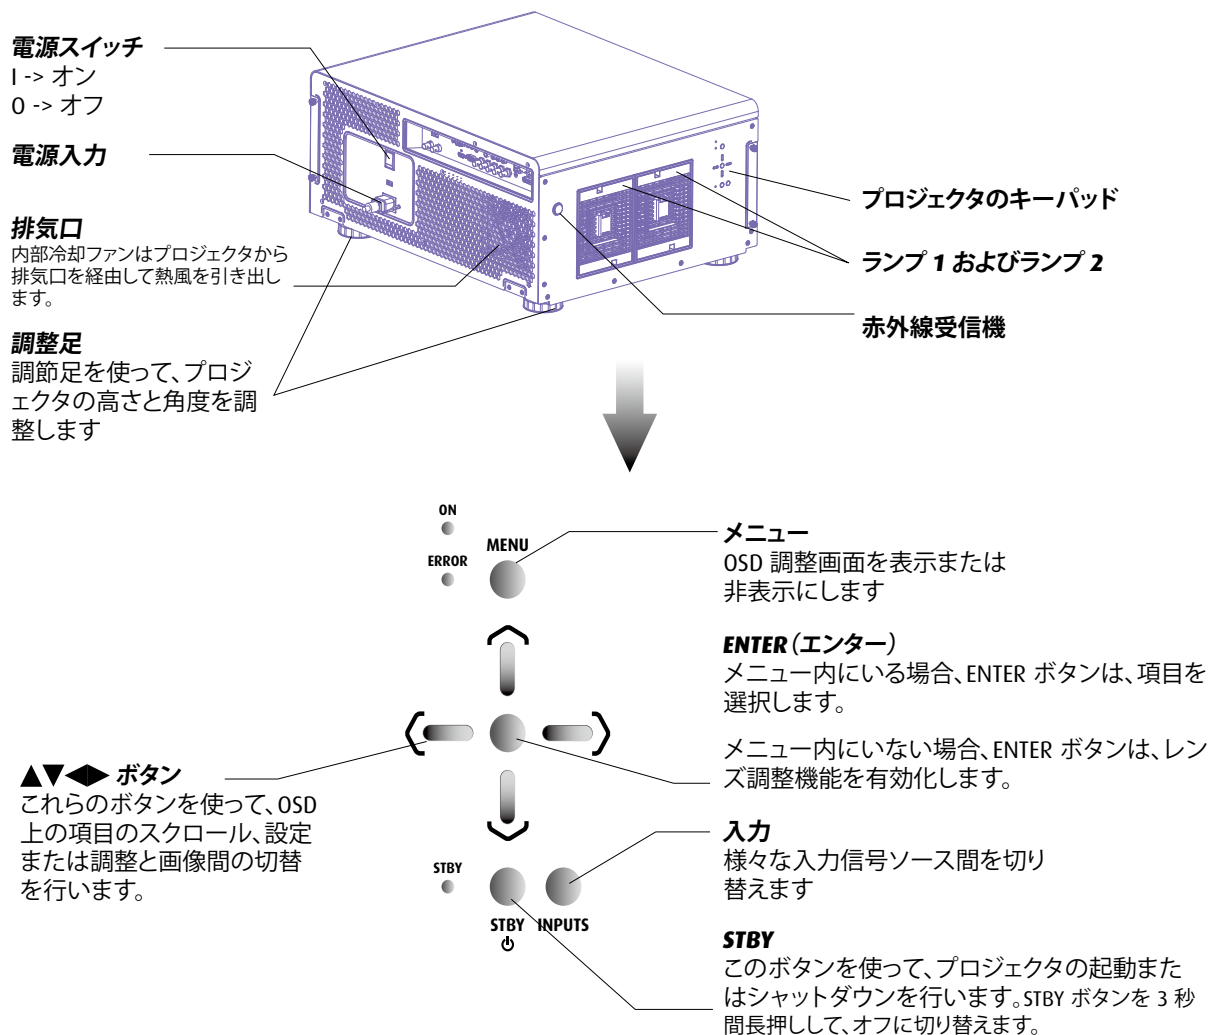 電源スイッチ
I -> オン
O -> オフ
電源入力
排気口
内部冷却ファンはプロジェクタから
排気口を経由して熱風を引き出し
ます。
調整足
調節足を使って、プロジ
ェクタの高さと角度を調
整します
プロジェクタのキーパッド
ランプ 1 およびランプ 2
赤外線受信機
ON
ERROR
MENU
メニュー
OSD 調整画面を表示または
非表示にします
ENTER（エンター）
メニュー内にいる場合、ENTER ボタンは、項目を
選択します。
メニュー内にいない場合、ENTER ボタンは、レン
ズ調整機能を有効化します。
▲▼◀▶ ボタン
これらのボタンを使って、OSD
上の項目のスクロール、設定
または調整と画像間の切替
を行います。
入力
様々な入力信号ソース間を切り
替えます
STBY
STBY INPUTS
STBY
このボタンを使って、プロジェクタの起動また
はシャットダウンを行います。STBY ボタンを 3 秒
間長押しして、オフに切り替えます。